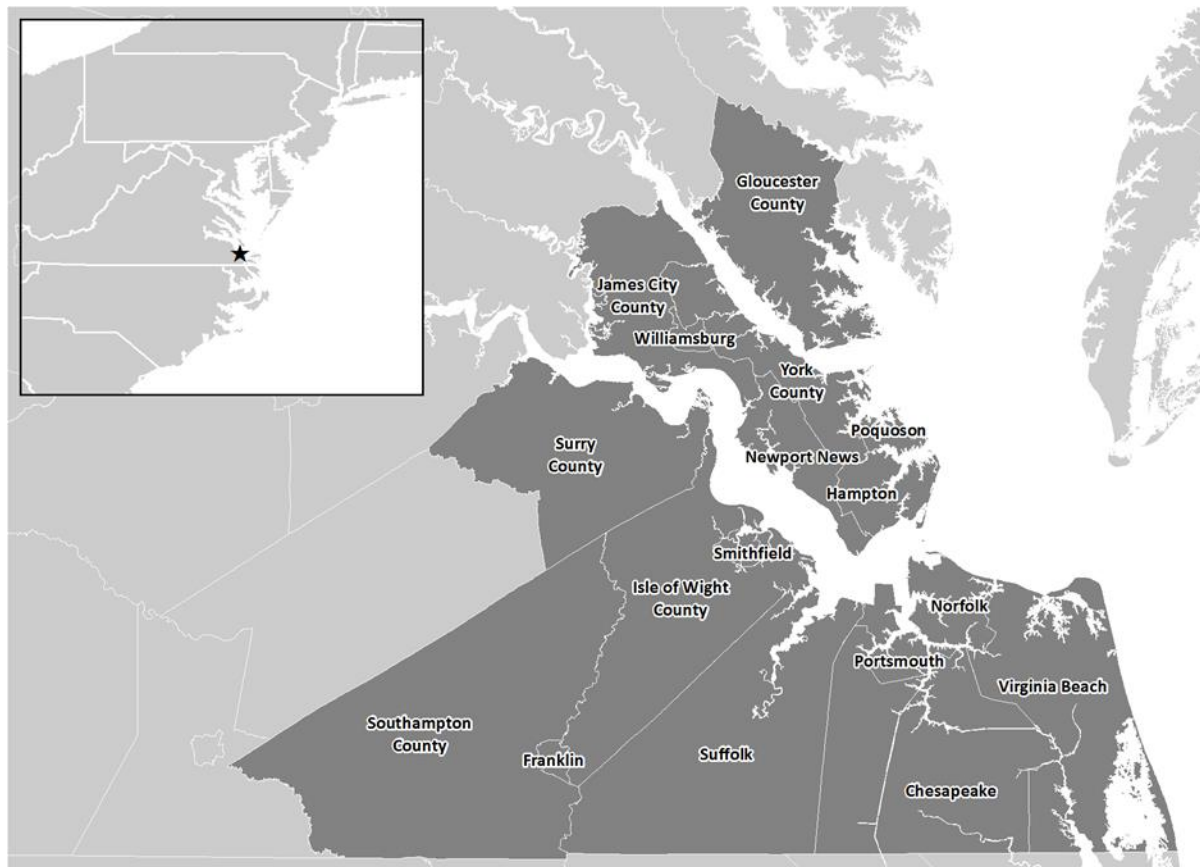 Gloucester
County
James City
County
Williamsburg
York
County
Poquoson
Surry
County
Newport News
Hampton
Smithfield
Isle of Wight
County
Norfolk
Portsmouth
Virginia Beach
Southampton
County
Franklin
Suffolk
Chesapeake